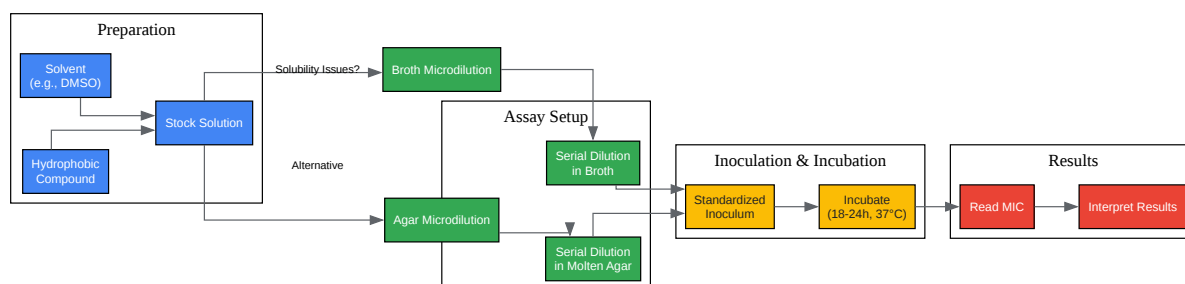 Preparation
Solvent
(e.g., DMSO)
Hydrophobic
Compound
Stock Solution
Solubility Issues?
Alternative
Broth Microdilution
Agar Microdilution
Assay Setup
Serial Dilution
in Broth
Serial Dilution
in Molten Agar
Inoculation & Incubation
Standardized
Inoculum
Incubate
(18-24h, 37°C)
Results
Read MIC
Interpret Results